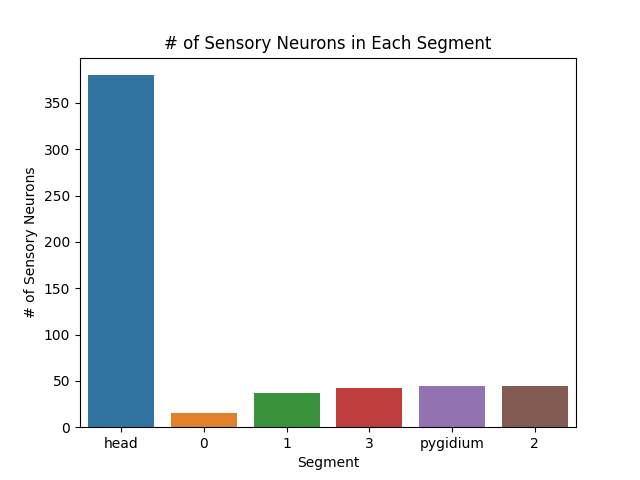 # of Sensory Neurons in Each Segment
# of Sensory Neurons
350
300
250
200
150
100
50
0
head 0 1 3 pygidium 2
Segment